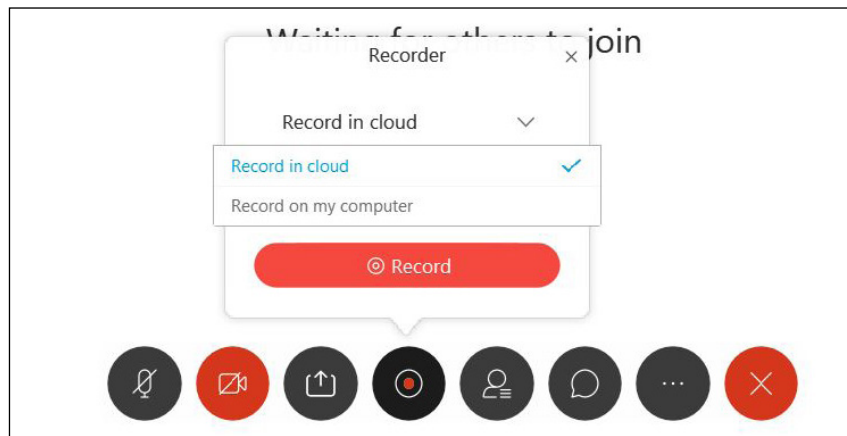 Waiting for others to join
Recorder
Record in cloud
Record in cloud
Record on my computer
Record